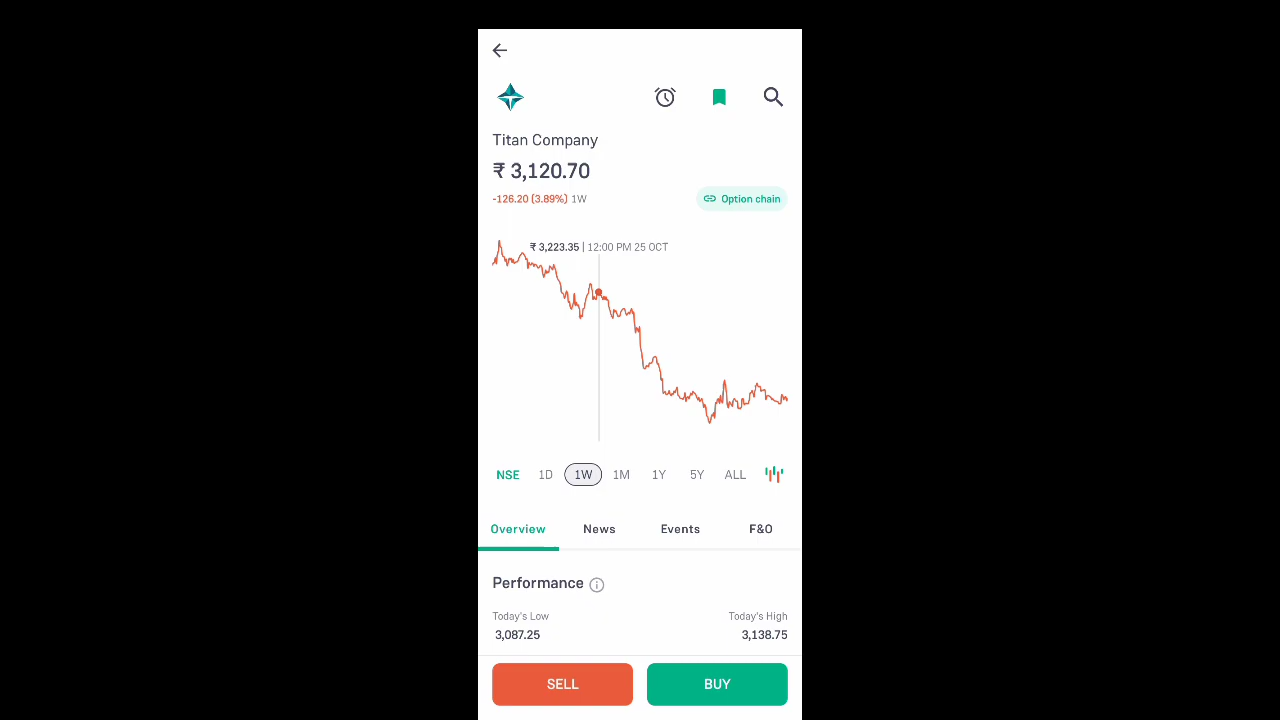 Titan Company
₹ 3,120.70
-126.20 (3.89%) 1W
Option chain
₹ 3,223.35 | 12:00 PM 25 OCT
NSE 1D 1W 1M 1Y 5Y ALL
Overview News Events F&O
Performance
Today's Low Today's High
3,087.25 3,138.75
SELL BUY